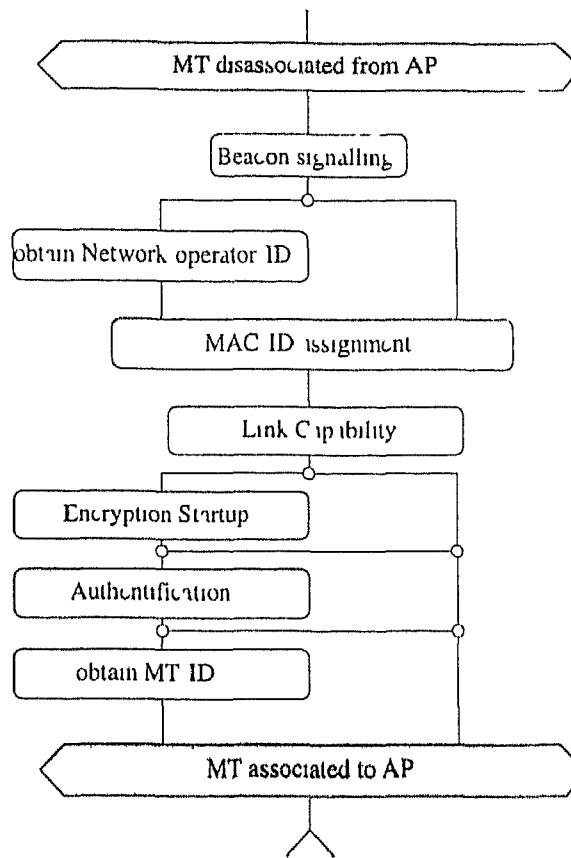 MT disassociated from AP
Beacon signalling
obtain Network operator ID
MAC ID assignment
Link Capability
Encryption Startup
Authentification
obtain MT ID
MT associated to AP